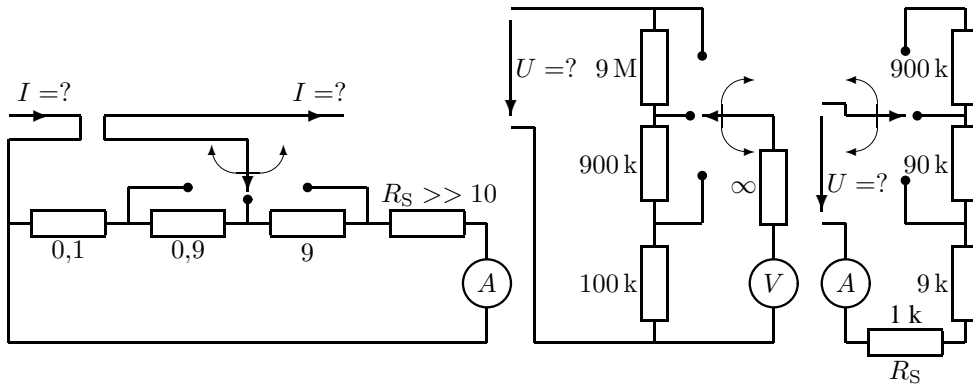 I =?
I =?
R_S >> 10
0,1
0,9
9
A
U =?
9 M
900 k
100 k
∞
V
900 k
90 k
U =?
9 k
A
1 k
R_S